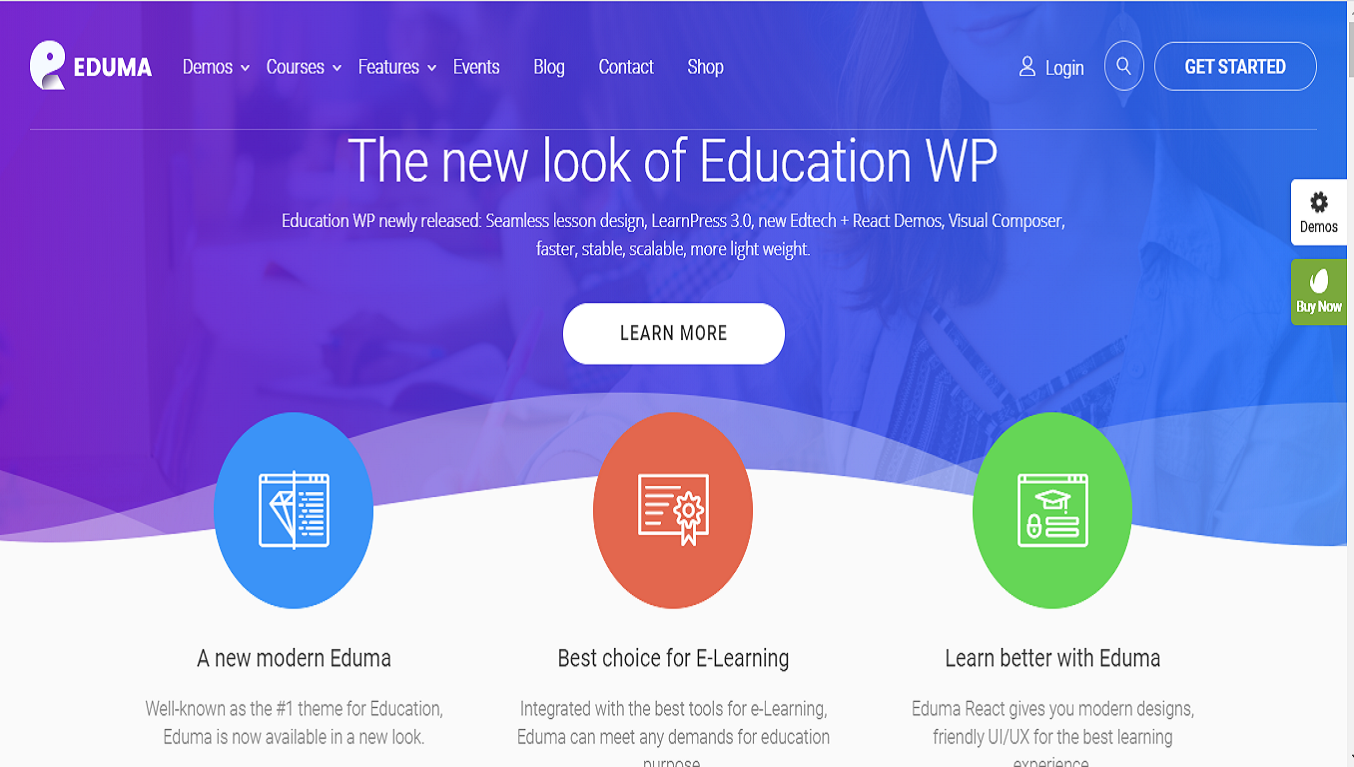 EDUMA
Demos
Courses
Features
Events
Blog
Contact
Shop
Login
GET STARTED
The new look of Education WP
Education WP newly released: Seamless lesson design, LearnPress 3.0, new Edtech + React Demos, Visual Composer,
faster, stable, scalable, more light weight.
Demos
Buy Now
LEARN MORE
A new modern Eduma
Well-known as the #1 theme for Education,
Eduma is now available in a new look.
Best choice for E-Learning
Integrated with the best tools for e-Learning,
Eduma can meet any demands for education
purpose
Learn better with Eduma
Eduma React gives you modern designs,
friendly UI/UX for the best learning
experience